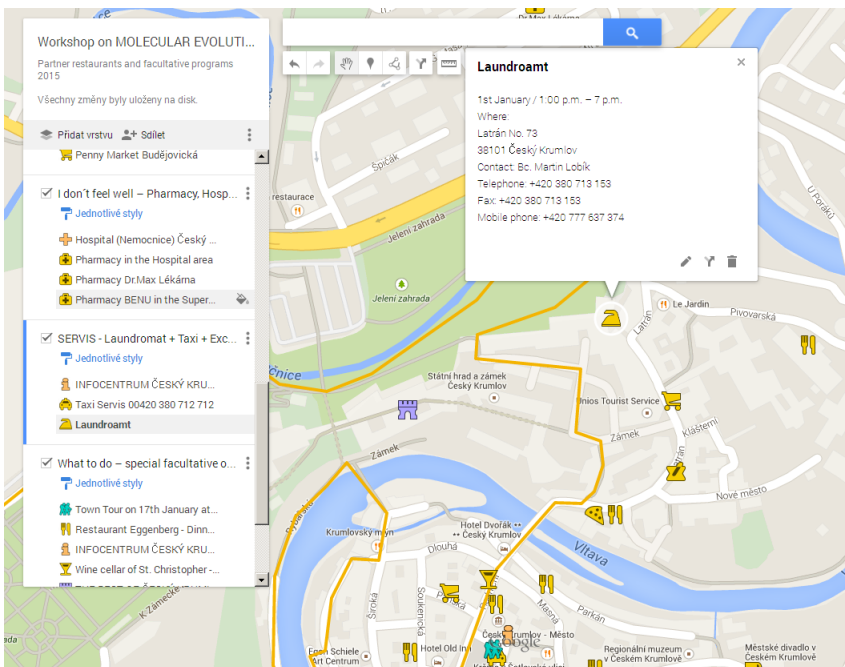 Workshop on MOLECULAR EVOLUTI...
Partner restaurants and facultative programs
2015
Všechny změny byly uloženy na disk.
Přidat vrstvu
Sdílet
Penny Market Budějovická
I don´t feel well – Pharmacy, Hosp...
Jednotlivé styly
Hospital (Nemocnice) Český ...
Pharmacy in the Hospital area
Pharmacy Dr.Max Lékárna
Pharmacy BENU in the Super...
SERVIS - Laundromat + Taxi + Exc...
Jednotlivé styly
INFOCENTRUM ČESKÝ KRU...
Taxi Servis 00420 380 712 712
Laundroamt
What to do – special facultative o...
Jednotlivé styly
Town Tour on 17th January at...
Restaurant Eggenberg - Dinn...
INFOCENTRUM ČESKÝ KRU...
Wine cellar of St. Christopher -...
Laundroamt
1st January / 1:00 p.m. – 7 p.m.
Where:
Latrán No. 73
38101 Český Krumlov
Contact: Bc. Martin Lobík
Telephone: +420 380 713 153
Fax: +420 380 713 153
Mobile phone: +420 777 637 374
Dr.Max Lékárna
Špičák
restaurace
Jelení zahrada
Jelení zahrada
U Poráků
Le Jardin
Latrán
Pivovarská
Státní hrad a zámek
Český Krumlov
Unios Tourist Service
Zámek
Klášterní
Latrán
Zámek
Nové město
Rybářská
Krumlovský mlýn
Hotel Dvořák
Český Krumlov
Dlouhá
Vltava
Široká
Soukenická
Panská
Masná
Parkán
K Zámecké
Egon Schiele
Art Centrum
Hotel Old Inn
Český Krumlov - Město
Google
Regionální muzeum
v Českém Krumlově
Městské divadlo v
Českém Krumlově